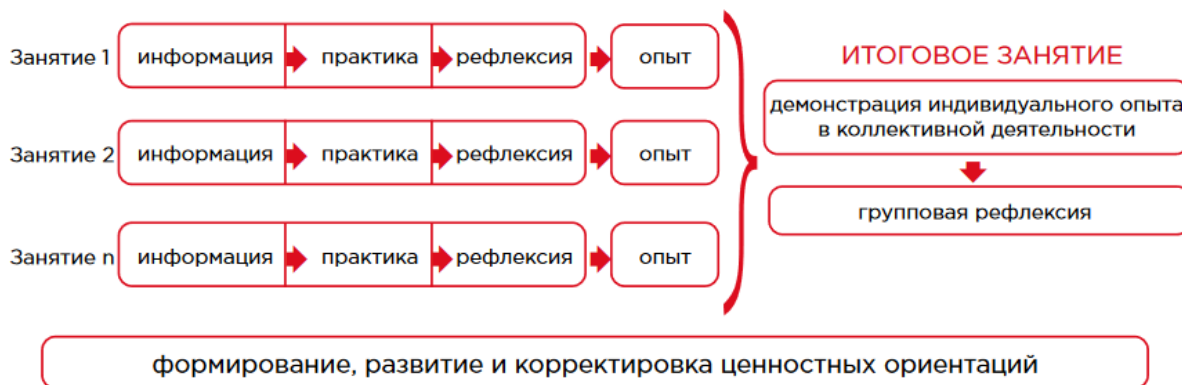 Занятие 1 информация практика рефлексия опыт
Занятие 2 информация практика рефлексия опыт
Занятие n информация практика рефлексия опыт
ИТОГОВОЕ ЗАНЯТИЕ
демонстрация индивидуального опыта
в коллективной деятельности
групповая рефлексия
формирование, развитие и корректировка ценностных ориентаций